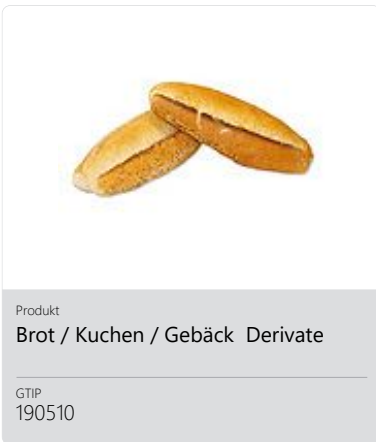 Produkt
Brot / Kuchen / Gebäck  Derivate
GTIP
190510